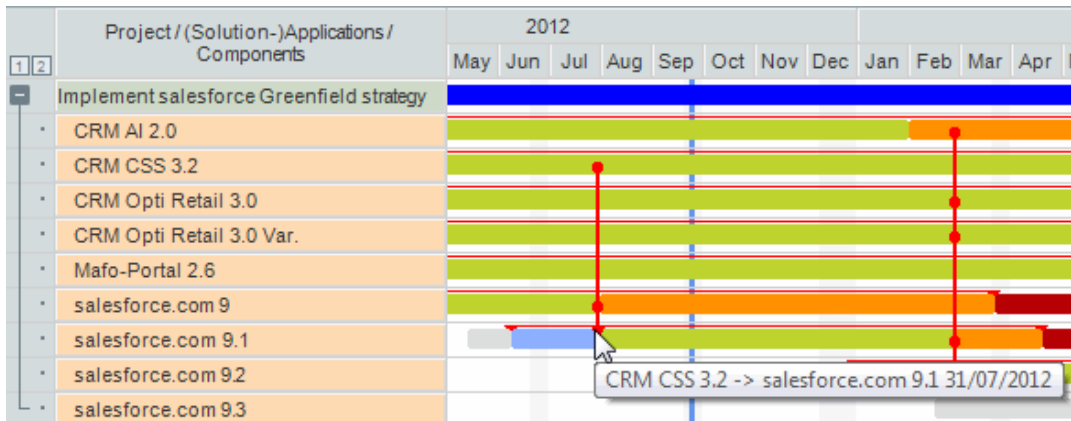 2012
Project / (Solution-)Applications /
Components
1 2
May Jun Jul Aug Sep Oct Nov Dec Jan Feb Mar Apr
Implement salesforce Greenfield strategy
CRM AI 2.0
CRM CSS 3.2
CRM Opti Retail 3.0
CRM Opti Retail 3.0 Var.
Mafo-Portal 2.6
salesforce.com 9
salesforce.com 9.1
salesforce.com 9.2
CRM CSS 3.2 -> salesforce.com 9.1 31/07/2012
salesforce.com 9.3